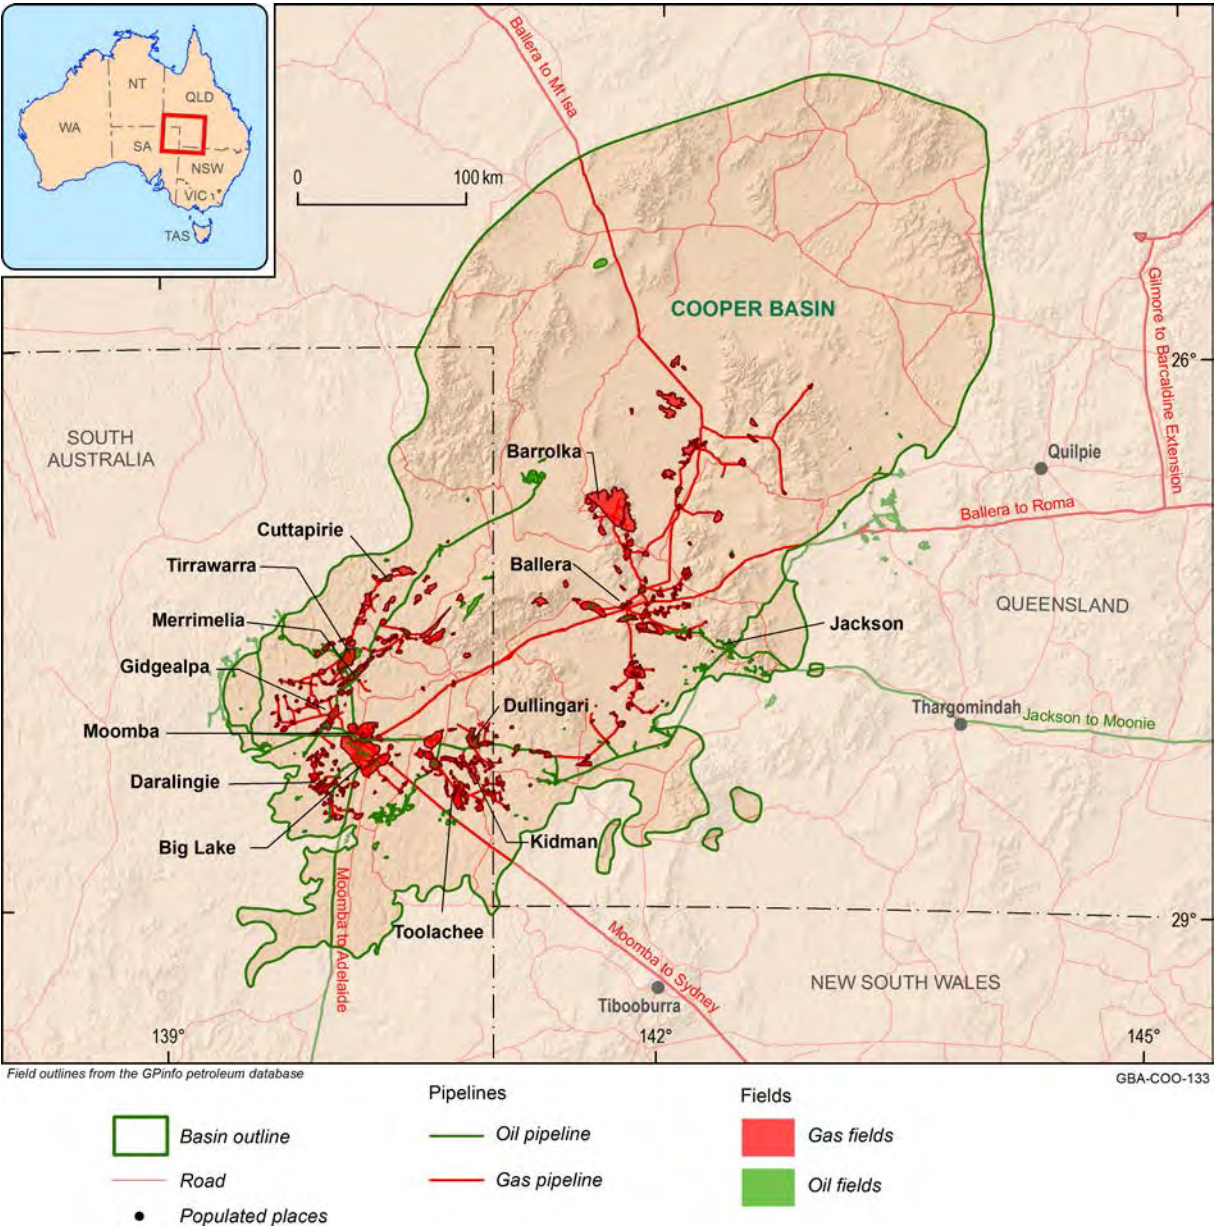 NT
QLD
WA
SA
NSW
VIC
TAS
0 100 km
Ballera to Mt Isa
COOPER BASIN
Gilmore to Barcaldine Extension
26°
SOUTH
AUSTRALIA
Barrolka
Quilpie
Ballera to Roma
Cuttapirie
Tirrawarra
Ballera
QUEENSLAND
Merrimelia
Jackson
Gidgealpa
Dullingari
Thargomindah
Jackson to Moonie
Moomba
Daralingie
Big Lake
Kidman
Moomba to Adelaide
Toolachee
29°
Moomba to Sydney
NEW SOUTH WALES
Tibooburra
139°
142°
145°
Field outlines from the GPinfo petroleum database
GBA-COO-133
Pipelines
Fields
Basin outline
Oil pipeline
Gas fields
Road
Gas pipeline
Oil fields
Populated places